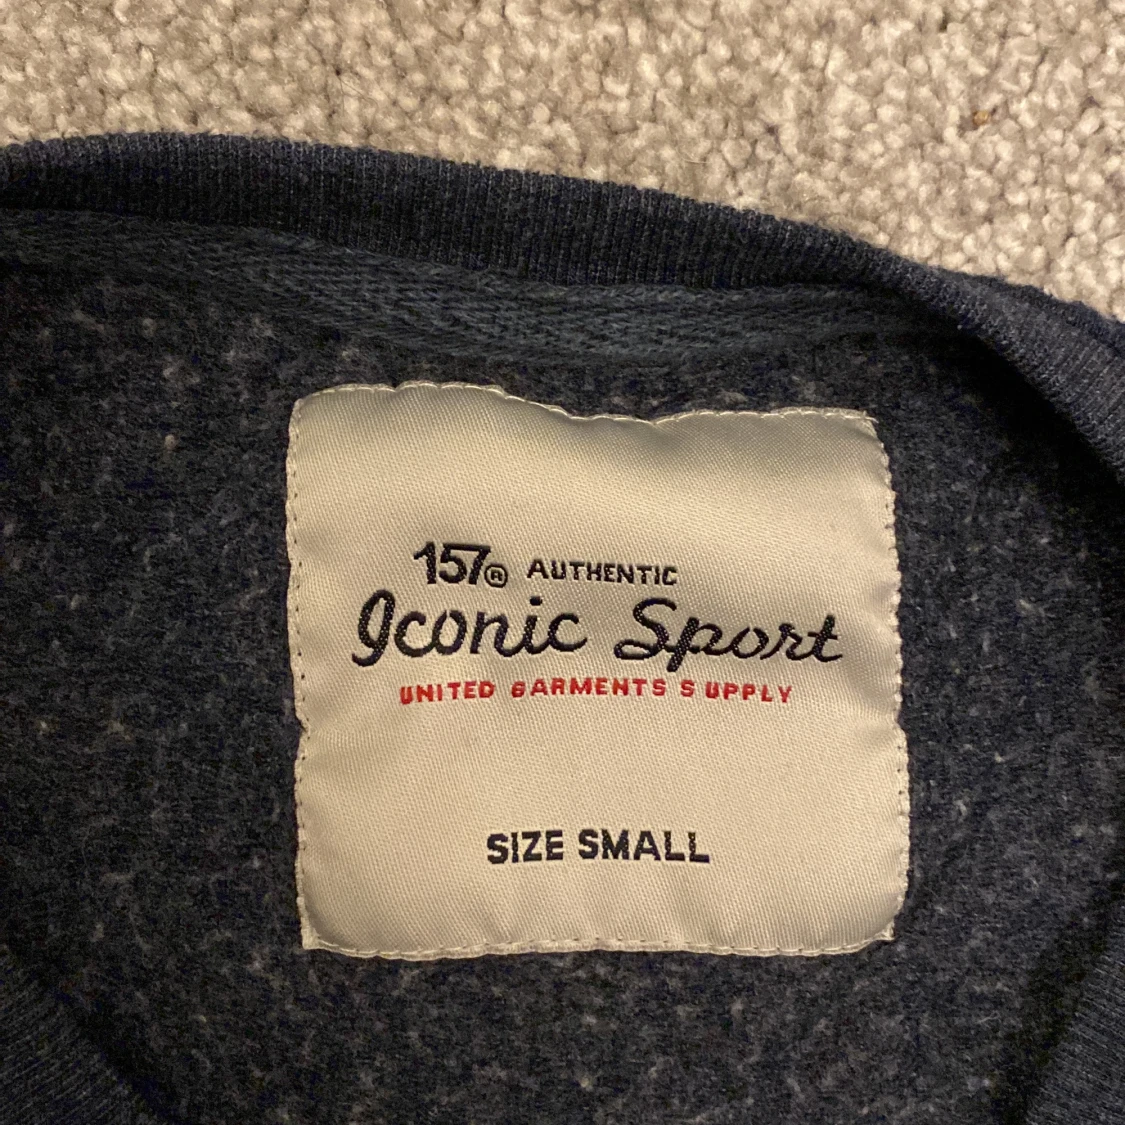 157® AUTHENTIC
Iconic Sport
UNITED GARMENTS SUPPLY
SIZE SMALL